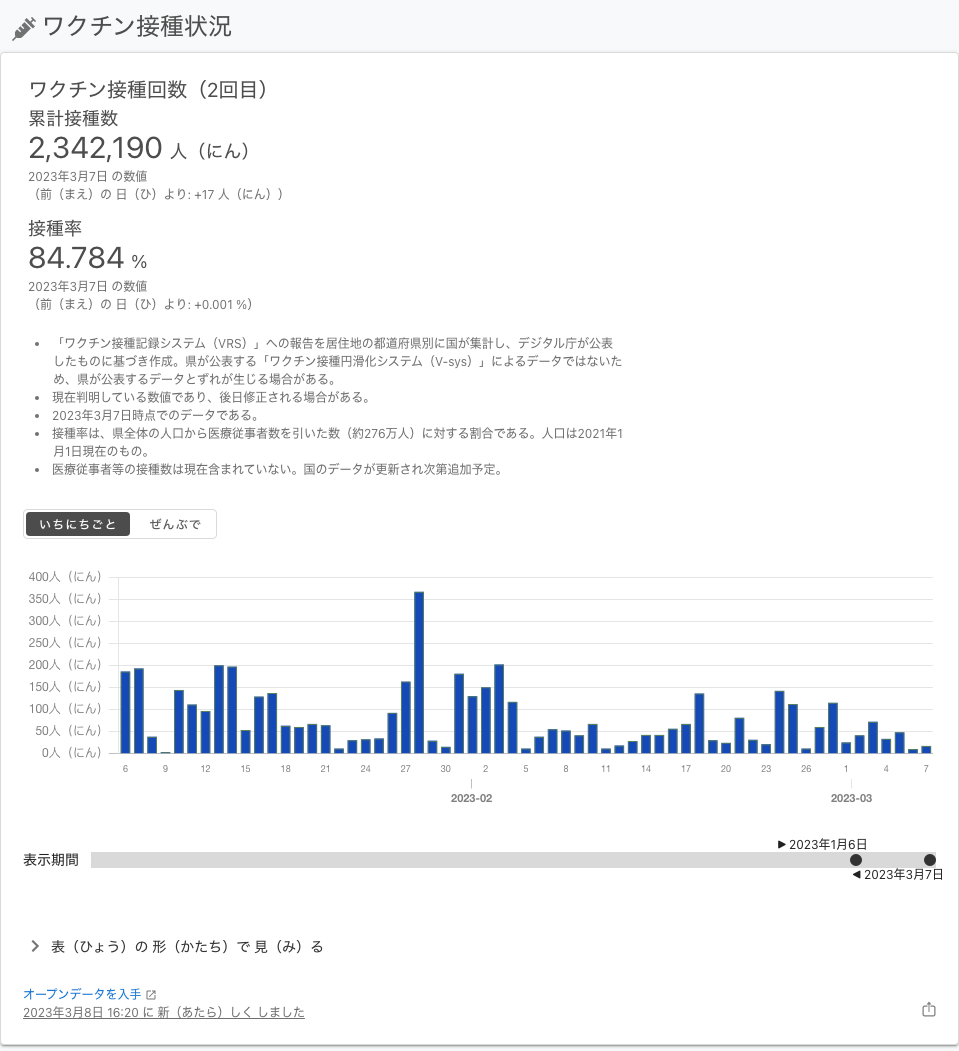 ワクチン接種状況
ワクチン接種回数（2回目）
累計接種数
2,342,190 人（にん）
2023年3月7日 の数値
（前（まえ）の 日（ひ）より: +17 人（にん））
接種率
84.784 %
2023年3月7日 の数値
（前（まえ）の 日（ひ）より: +0.001 %）
• 「ワクチン接種記録システム（VRS）」への報告を居住地の都道府県別に国が集計し、デジタル庁が公表
したものに基づき作成。県が公表する「ワクチン接種円滑化システム（V-sys）」によるデータではないた
め、県が公表するデータとずれが生じる場合がある。
• 現在判明している数値であり、後日修正される場合がある。
• 2023年3月7日時点でのデータである。
• 接種率は、県全体の人口から医療従事者数を引いた数（約276万人）に対する割合である。人口は2021年1
月1日現在のもの。
• 医療従事者等の接種数は現在含まれていない。国のデータが更新され次第追加予定。
いちにちごと ぜんぶで
400人（にん）
350人（にん）
300人（にん）
250人（にん）
200人（にん）
150人（にん）
100人（にん）
50人（にん）
0人（にん）
6 9 12 15 18 21 24 27 30 2 5 8 11 14 17 20 23 26 1 4 7
2023-02 2023-03
2023年1月6日
表示期間
2023年3月7日
表（ひょう）の 形（かたち）で 見（み）る
オープンデータを入手
2023年3月8日 16:20 に 新（あたら）しく しました